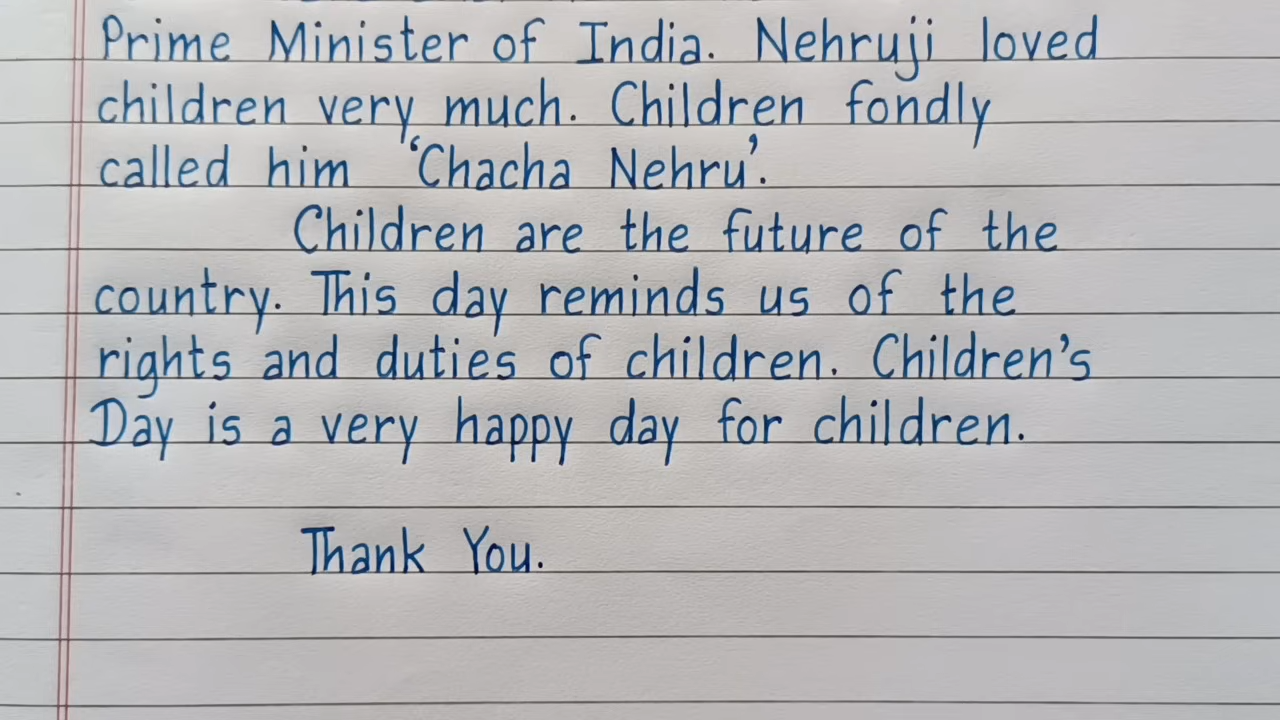 Prime Minister of India. Nehruji loved
children very much. Children fondly
called him ‘Chacha Nehru’.
Children are the future of the
country. This day reminds us of the
rights and duties of children. Children's
Day is a very happy day for children.
Thank You.